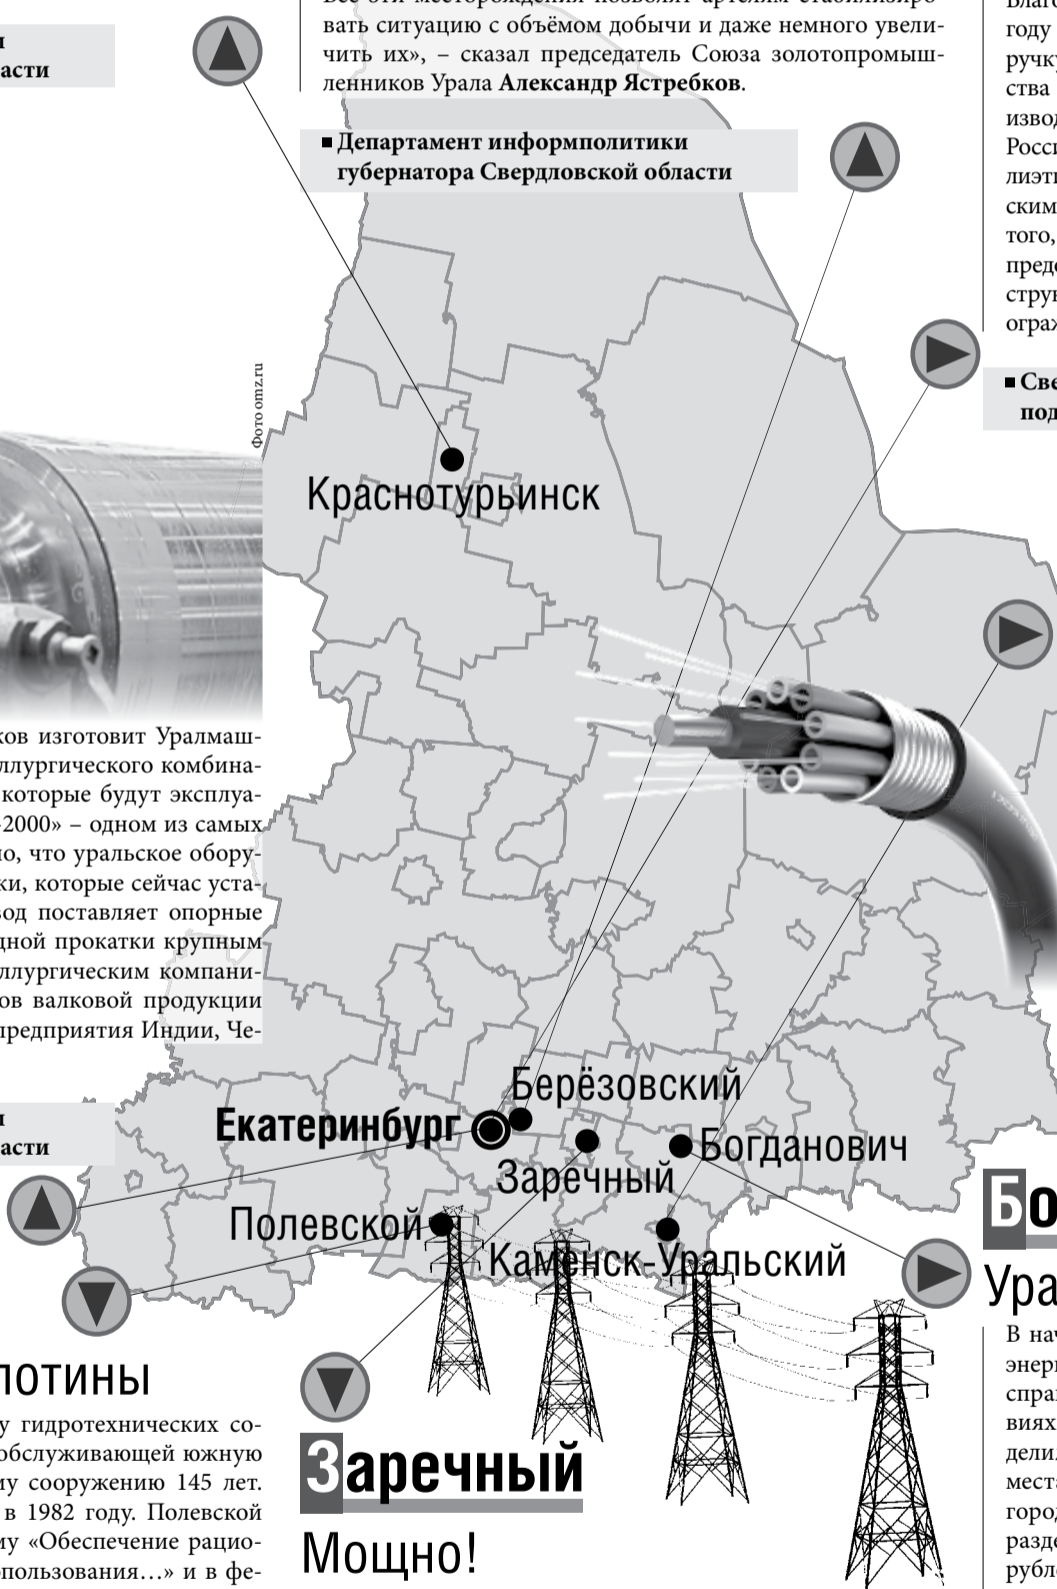 вать ситуацию с объёмом добычи и даже немного увели-
чить их», – сказал председатель Союза золотопромыш-
ленников Урала Александр Ястребков.
▪ Департамент информполитики
губернатора Свердловской области
асти
году
ручку
ства
извод
Росси
лиэти
ским
того,
предо
струк
ограж
▪ Све
под
Фото omz.ru
Краснотурьинск
ков изготовит Уралмаш-
ллургического комбина-
которые будут эксплуа-
-2000» – одном из самых
но, что уральское обору-
ки, которые сейчас уста-
вод поставляет опорные
дной прокатки крупным
ллургическим компани-
ов валковой продукции
предприятия Индии, Че-
асти
Берёзовский
Екатеринбург
Заречный
Богданович
Полевской
Каменск-Уральский
лотины
у гидротехнических со-
обслуживающей южную
му сооружению 145 лет.
в 1982 году. Полевской
му «Обеспечение рацио-
пользования…» и в фе-
Заречный
Мощно!
Бо
Ура
В нач
энерг
спра
виях
делил
места
город
разде
рубле